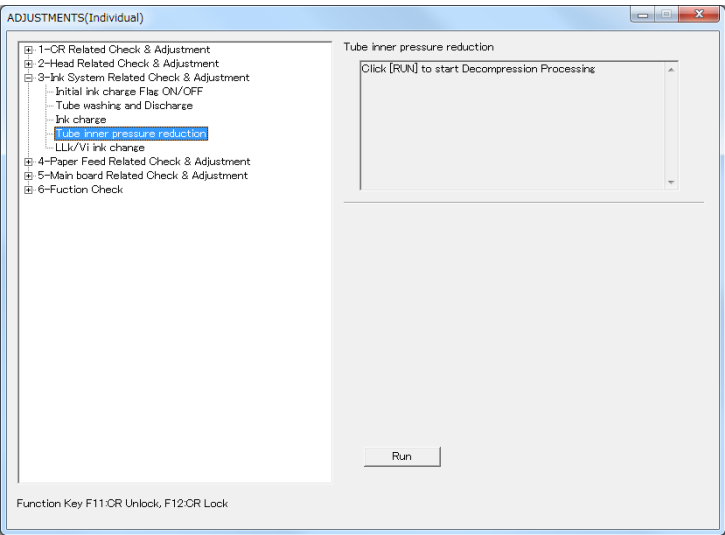 ADJUSTMENTS(Individual)
1-CR Related Check & Adjustment
2-Head Related Check & Adjustment
3-Ink System Related Check & Adjustment
Initial ink charge Flag ON/OFF
Tube washing and Discharge
Ink charge
Tube inner pressure reduction
LLk/Vi ink change
4-Paper Feed Related Check & Adjustment
5-Main board Related Check & Adjustment
6-Fuction Check
Tube inner pressure reduction
Click [RUN] to start Decompression Processing
Run
Function Key F11:CR Unlock, F12:CR Lock